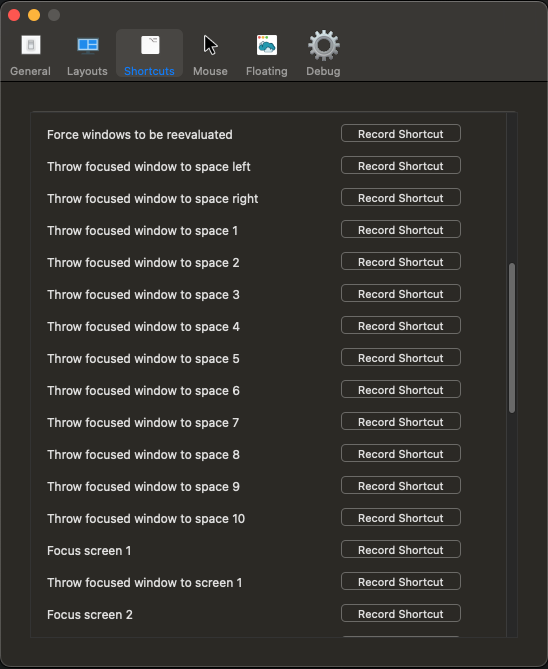 General Layouts Shortcuts Mouse Floating Debug
Force windows to be reevaluated Record Shortcut
Throw focused window to space left Record Shortcut
Throw focused window to space right Record Shortcut
Throw focused window to space 1 Record Shortcut
Throw focused window to space 2 Record Shortcut
Throw focused window to space 3 Record Shortcut
Throw focused window to space 4 Record Shortcut
Throw focused window to space 5 Record Shortcut
Throw focused window to space 6 Record Shortcut
Throw focused window to space 7 Record Shortcut
Throw focused window to space 8 Record Shortcut
Throw focused window to space 9 Record Shortcut
Throw focused window to space 10 Record Shortcut
Focus screen 1 Record Shortcut
Throw focused window to screen 1 Record Shortcut
Focus screen 2 Record Shortcut